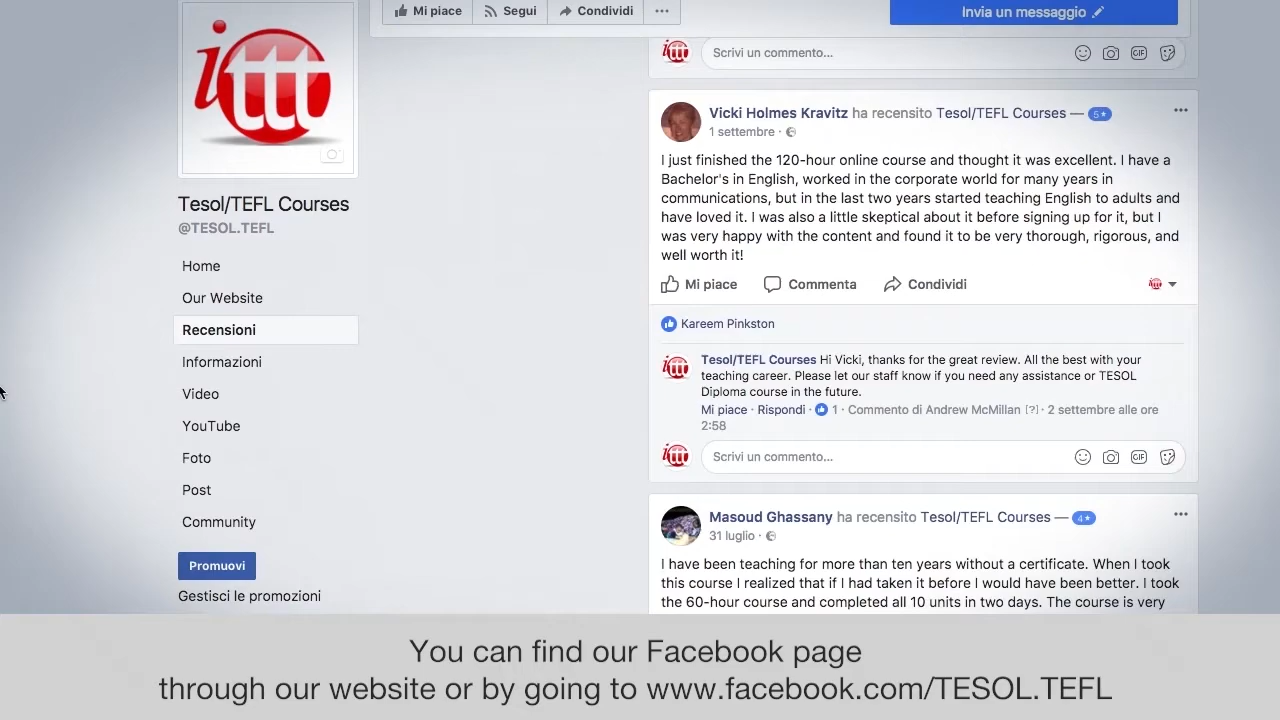 Mi piace
Segui
Condividi
Invia un messaggio
ittt
Tesol/TEFL Courses
@TESOL.TEFL
Home
Our Website
Recensioni
Informazioni
Video
YouTube
Foto
Post
Community
Promuovi
Gestisci le promozioni
Scrivi un commento...
GIF
Vicki Holmes Kravitz ha recensito Tesol/TEFL Courses — 5★
1 settembre ·
I just finished the 120-hour online course and thought it was excellent. I have a
Bachelor's in English, worked in the corporate world for many years in
communications, but in the last two years started teaching English to adults and
have loved it. I was also a little skeptical about it before signing up for it, but I
was very happy with the content and found it to be very thorough, rigorous, and
well worth it!
Mi piace Commenta Condividi
Kareem Pinkston
Tesol/TEFL Courses Hi Vicki, thanks for the great review. All the best with your
teaching career. Please let our staff know if you need any assistance or TESOL
Diploma course in the future.
Mi piace · Rispondi · 1 · Commento di Andrew McMillan [?] · 2 settembre alle ore
2:58
Scrivi un commento...
GIF
Masoud Ghassany ha recensito Tesol/TEFL Courses — 4★
31 luglio ·
I have been teaching for more than ten years without a certificate. When I took
this course I realized that if I had taken it before I would have been better. I took
the 60-hour course and completed all 10 units in two days. The course is very
You can find our Facebook page
through our website or by going to www.facebook.com/TESOL.TEFL